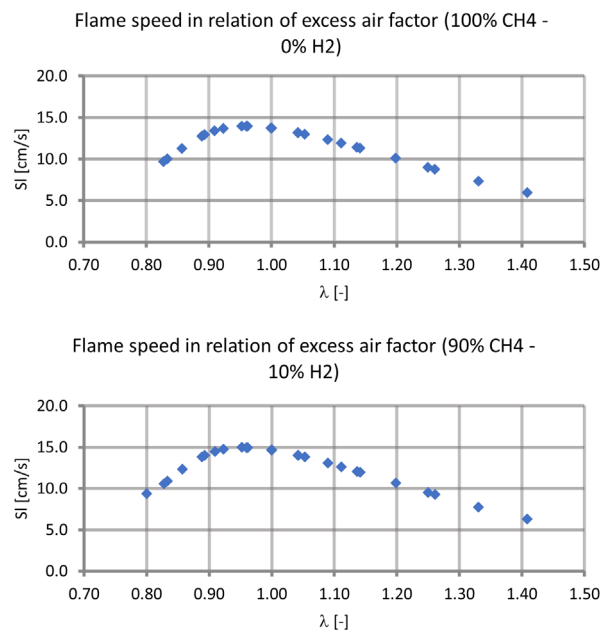 Flame speed in relation of excess air factor (100% CH4 -
0% H2)
20.0
15.0
10.0
5.0
0.0
Sl [cm/s]
0.70 0.80 0.90 1.00 1.10 1.20 1.30 1.40 1.50
λ [-]
Flame speed in relation of excess air factor (90% CH4 -
10% H2)
20.0
15.0
10.0
5.0
0.0
Sl [cm/s]
0.70 0.80 0.90 1.00 1.10 1.20 1.30 1.40 1.50
λ [-]